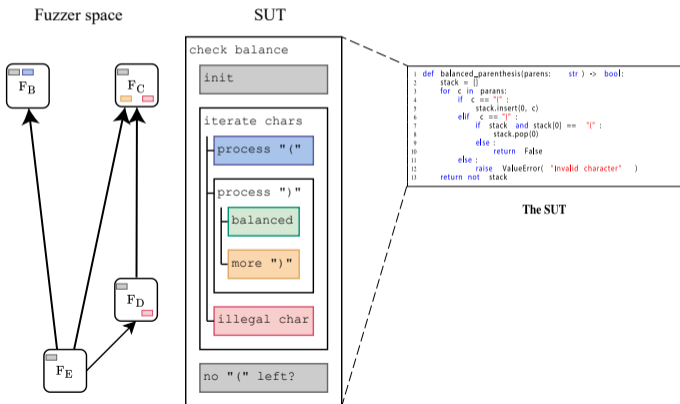 Fuzzer space
SUT
F_B
F_C
F_D
F_E
check balance
init
iterate chars
process "("
process ")"
balanced
more ")"
illegal char
no "(" left?
1 def balanced_parenthesis(parens: str ) -> bool:
2 stack = []
3 for c in params:
4 if c == "(" :
5 stack.insert(0, c)
6 elif c == "(" :
7 if stack and stack[0] == "(" :
8 stack.pop(0)
9 else :
10 return False
11 else :
12 raise ValueError( "Invalid character" )
13 return not stack
The SUT